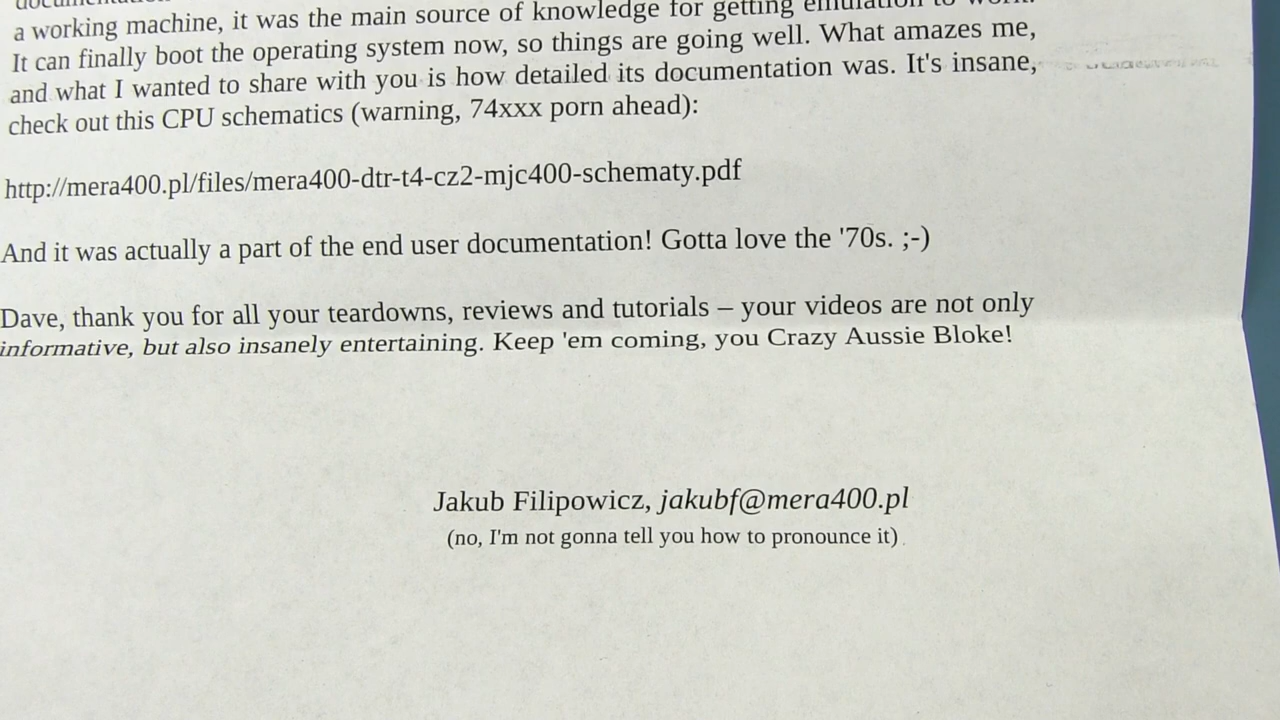 documentation
a working machine, it was the main source of knowledge for getting emulation to work.
It can finally boot the operating system now, so things are going well. What amazes me,
and what I wanted to share with you is how detailed its documentation was. It's insane,
check out this CPU schematics (warning, 74xxx porn ahead):
http://mera400.pl/files/mera400-dtr-t4-cz2-mjc400-schematy.pdf
And it was actually a part of the end user documentation! Gotta love the '70s. ;-)
Dave, thank you for all your teardowns, reviews and tutorials – your videos are not only
informative, but also insanely entertaining. Keep 'em coming, you Crazy Aussie Bloke!
Jakub Filipowicz, jakubf@mera400.pl
(no, I'm not gonna tell you how to pronounce it)